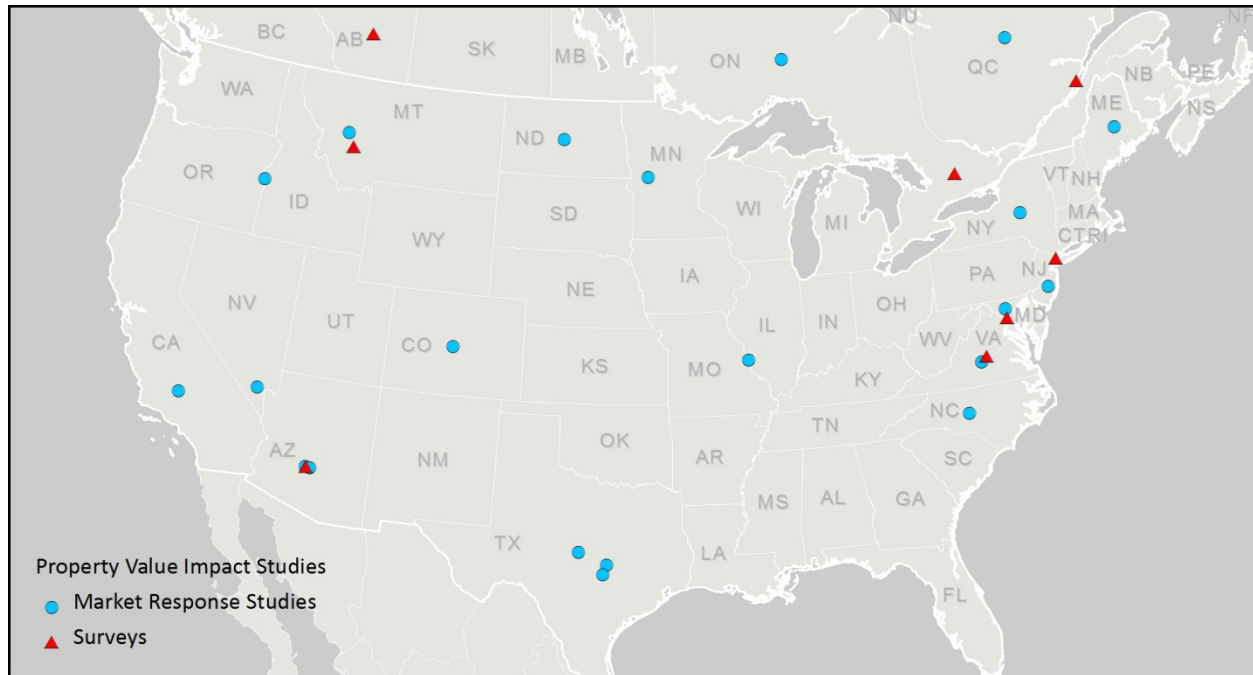 NU
NF
BC
AB
SK
MB
ON
QC
NB
PE
NS
WA
MT
ND
MN
ME
OR
ID
SD
WI
MI
VT
NH
WY
NY
MA
CT
RI
IA
PA
NJ
NE
NV
UT
IL
IN
OH
MD
CO
CA
WV
VA
KS
MO
KY
NC
TN
AZ
NM
OK
AR
SC
MS
AL
GA
TX
LA
FL
Property Value Impact Studies
Market Response Studies
Surveys